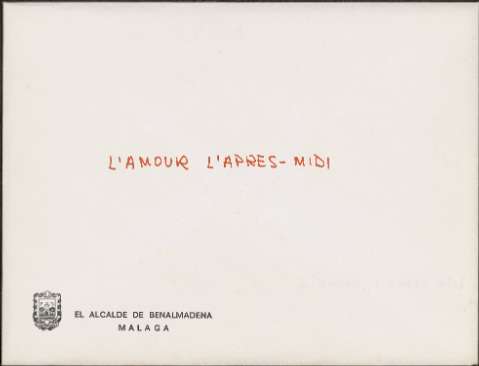 L'AMOUR L'APRES-MIDI
EL ALCALDE DE BENALMADENA
MALAGA